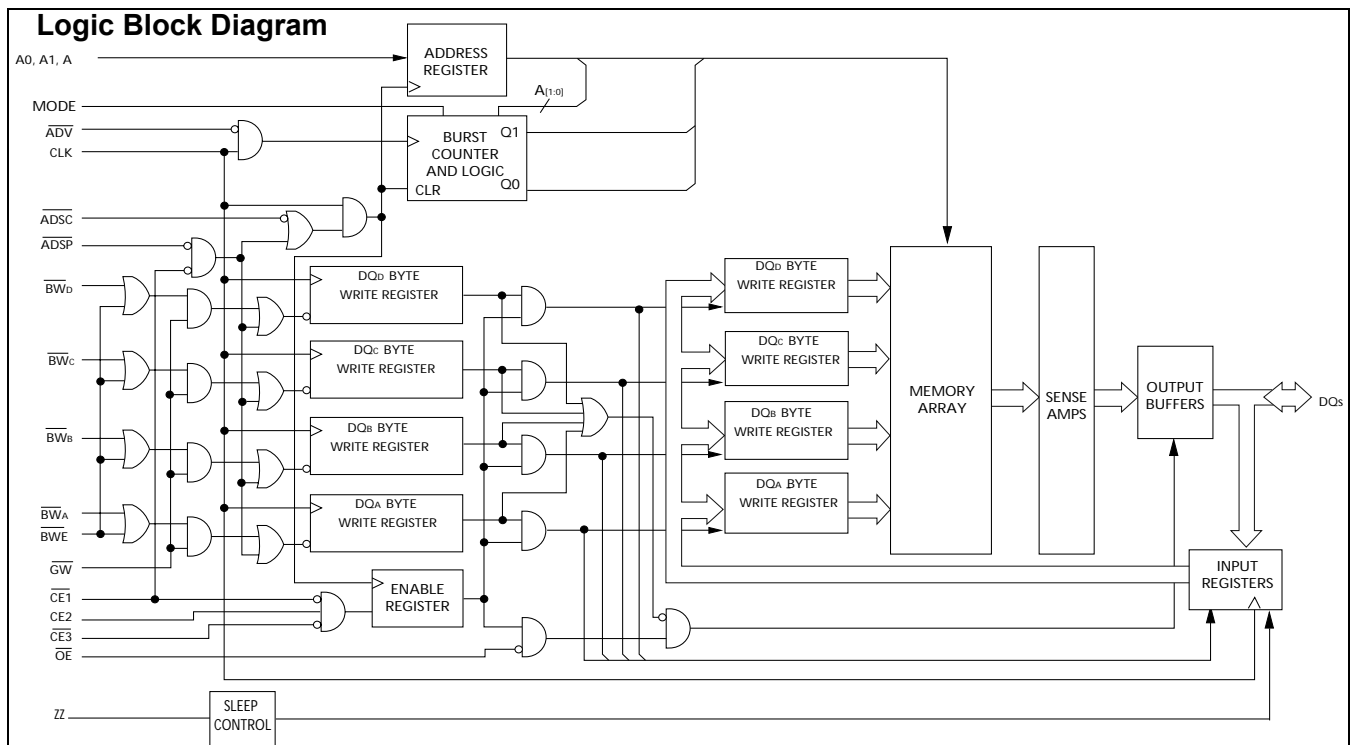 Logic Block Diagram
A0, A1, A
ADDRESS
REGISTER
MODE
A[1:0]
ADV
CLK
BURST
COUNTER
AND LOGIC
CLR
Q1
Q0
ADSC
ADSP
BWD
DQD BYTE
WRITE REGISTER
DQD BYTE
WRITE REGISTER
BWC
DQC BYTE
WRITE REGISTER
DQC BYTE
WRITE REGISTER
MEMORY
ARRAY
SENSE
AMPS
OUTPUT
BUFFERS
DQs
BWB
DQB BYTE
WRITE REGISTER
DQB BYTE
WRITE REGISTER
BWA
BWE
DQA BYTE
WRITE REGISTER
DQA BYTE
WRITE REGISTER
GW
CE1
CE2
CE3
OE
ENABLE
REGISTER
INPUT
REGISTERS
ZZ
SLEEP
CONTROL